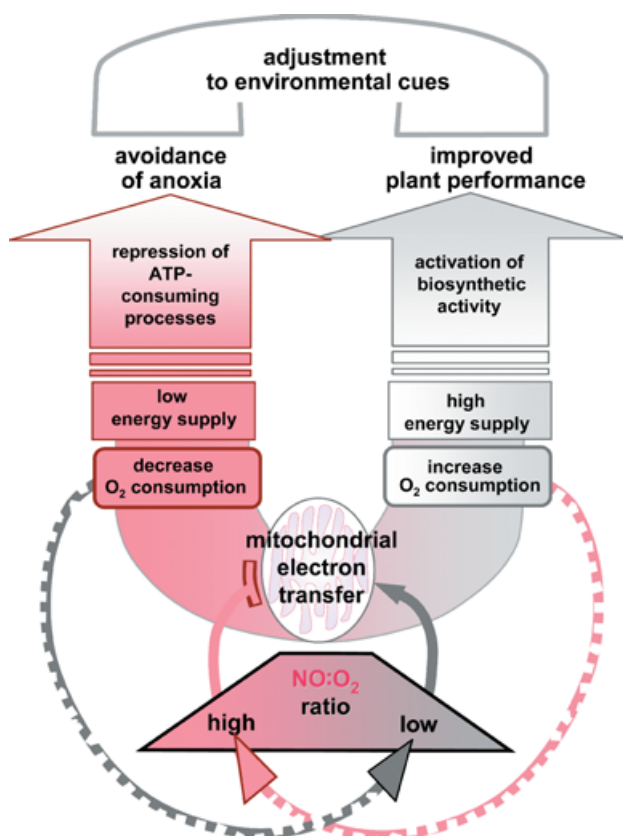 adjustment
to environmental cues
avoidance
of anoxia
improved
plant performance
repression of
ATP-
consuming
processes
activation of
biosynthetic
activity
low
energy supply
high
energy supply
decrease
O₂ consumption
increase
O₂ consumption
mitochondrial
electron
transfer
NO:O₂
ratio
high
low